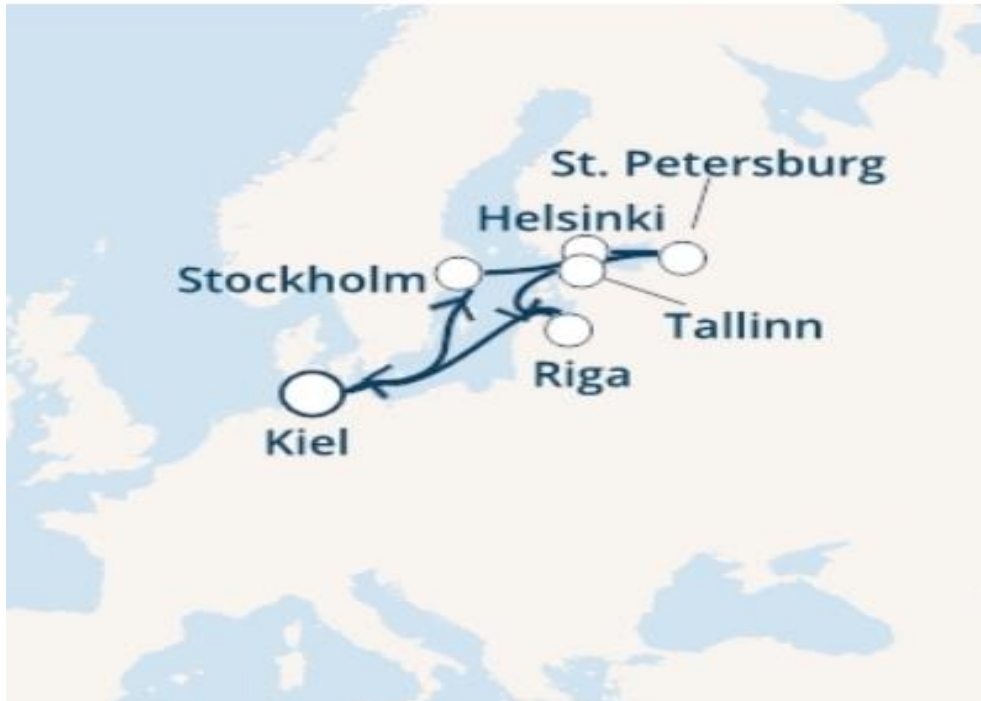 St. Petersburg
Helsinki
Stockholm
Tallinn
Riga
Kiel